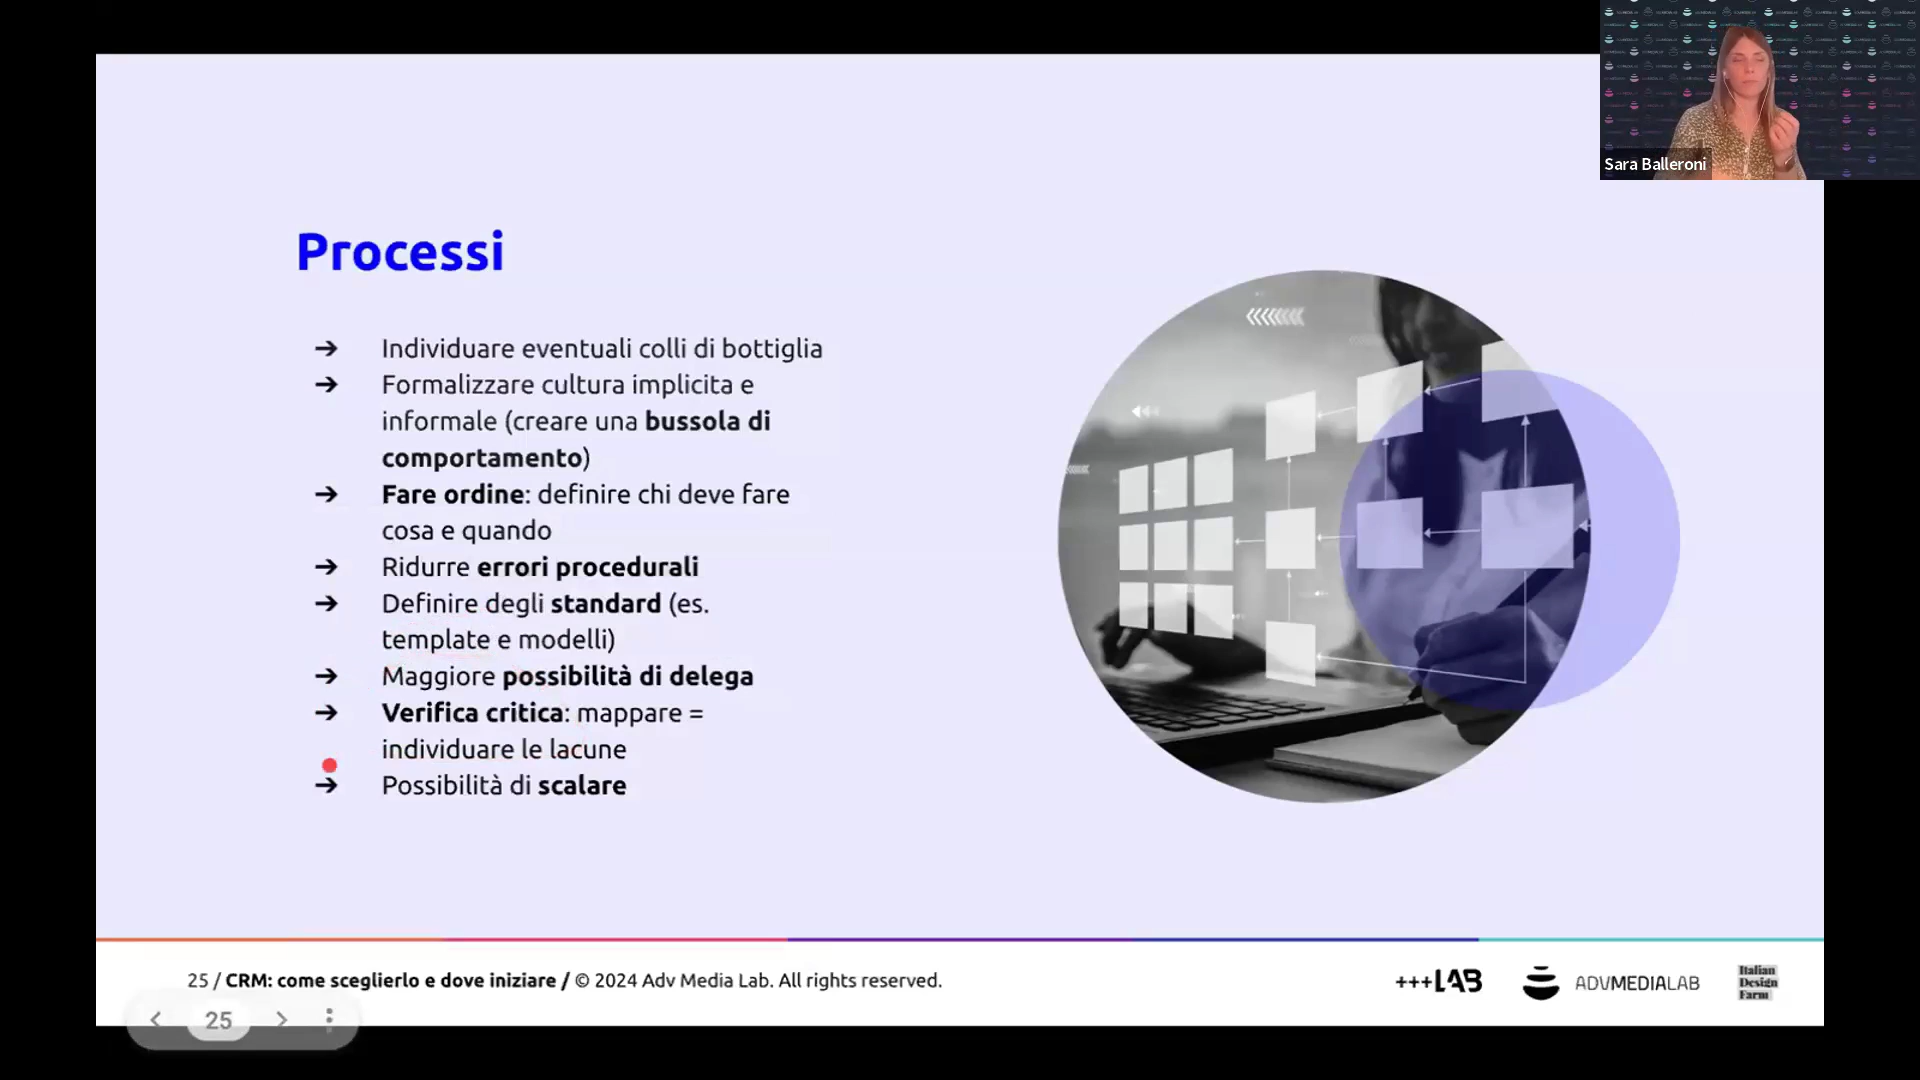 Sara Balleroni
Processi
➔ Individuare eventuali colli di bottiglia
➔ Formalizzare cultura implicita e
informale (creare una bussola di
comportamento)
➔ Fare ordine: definire chi deve fare
cosa e quando
➔ Ridurre errori procedurali
➔ Definire degli standard (es.
template e modelli)
➔ Maggiore possibilità di delega
➔ Verifica critica: mappare =
individuare le lacune
➔ Possibilità di scalare
25 / CRM: come sceglierlo e dove iniziare / © 2024 Adv Media Lab. All rights reserved.
+++LAB
ADVMEDIALAB
Italian
Design
Farm
25